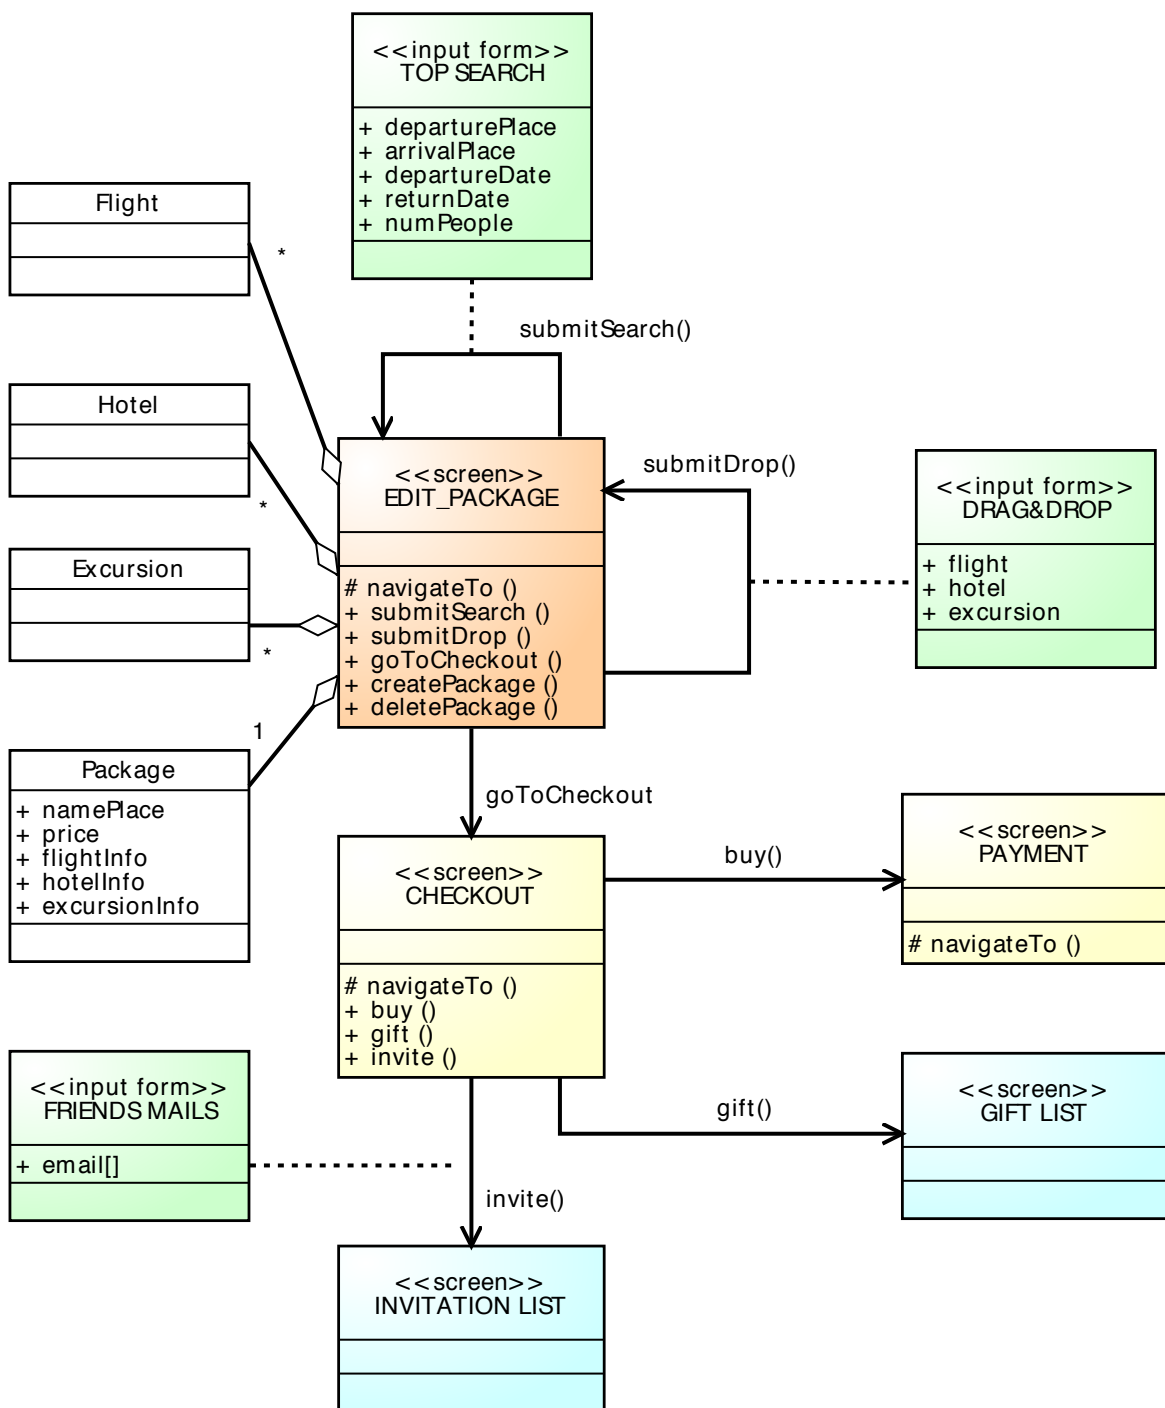 <<input form>>
TOP SEARCH
+ departurePlace
+ arrivalPlace
+ departureDate
+ returnDate
+ numPeople
Flight
*
submitSearch()
Hotel
*
<<screen>>
EDIT_PACKAGE
# navigateTo ()
+ submitSearch ()
+ submitDrop ()
+ goToCheckout ()
+ createPackage ()
+ deletePackage ()
submitDrop()
<<input form>>
DRAG&DROP
+ flight
+ hotel
+ excursion
Excursion
*
1
Package
+ namePlace
+ price
+ flightInfo
+ hotelInfo
+ excursionInfo
goToCheckout
<<screen>>
CHECKOUT
# navigateTo ()
+ buy ()
+ gift ()
+ invite ()
buy()
<<screen>>
PAYMENT
# navigateTo ()
<<input form>>
FRIENDS MAILS
+ email[]
gift()
<<screen>>
GIFT LIST
invite()
<<screen>>
INVITATION LIST